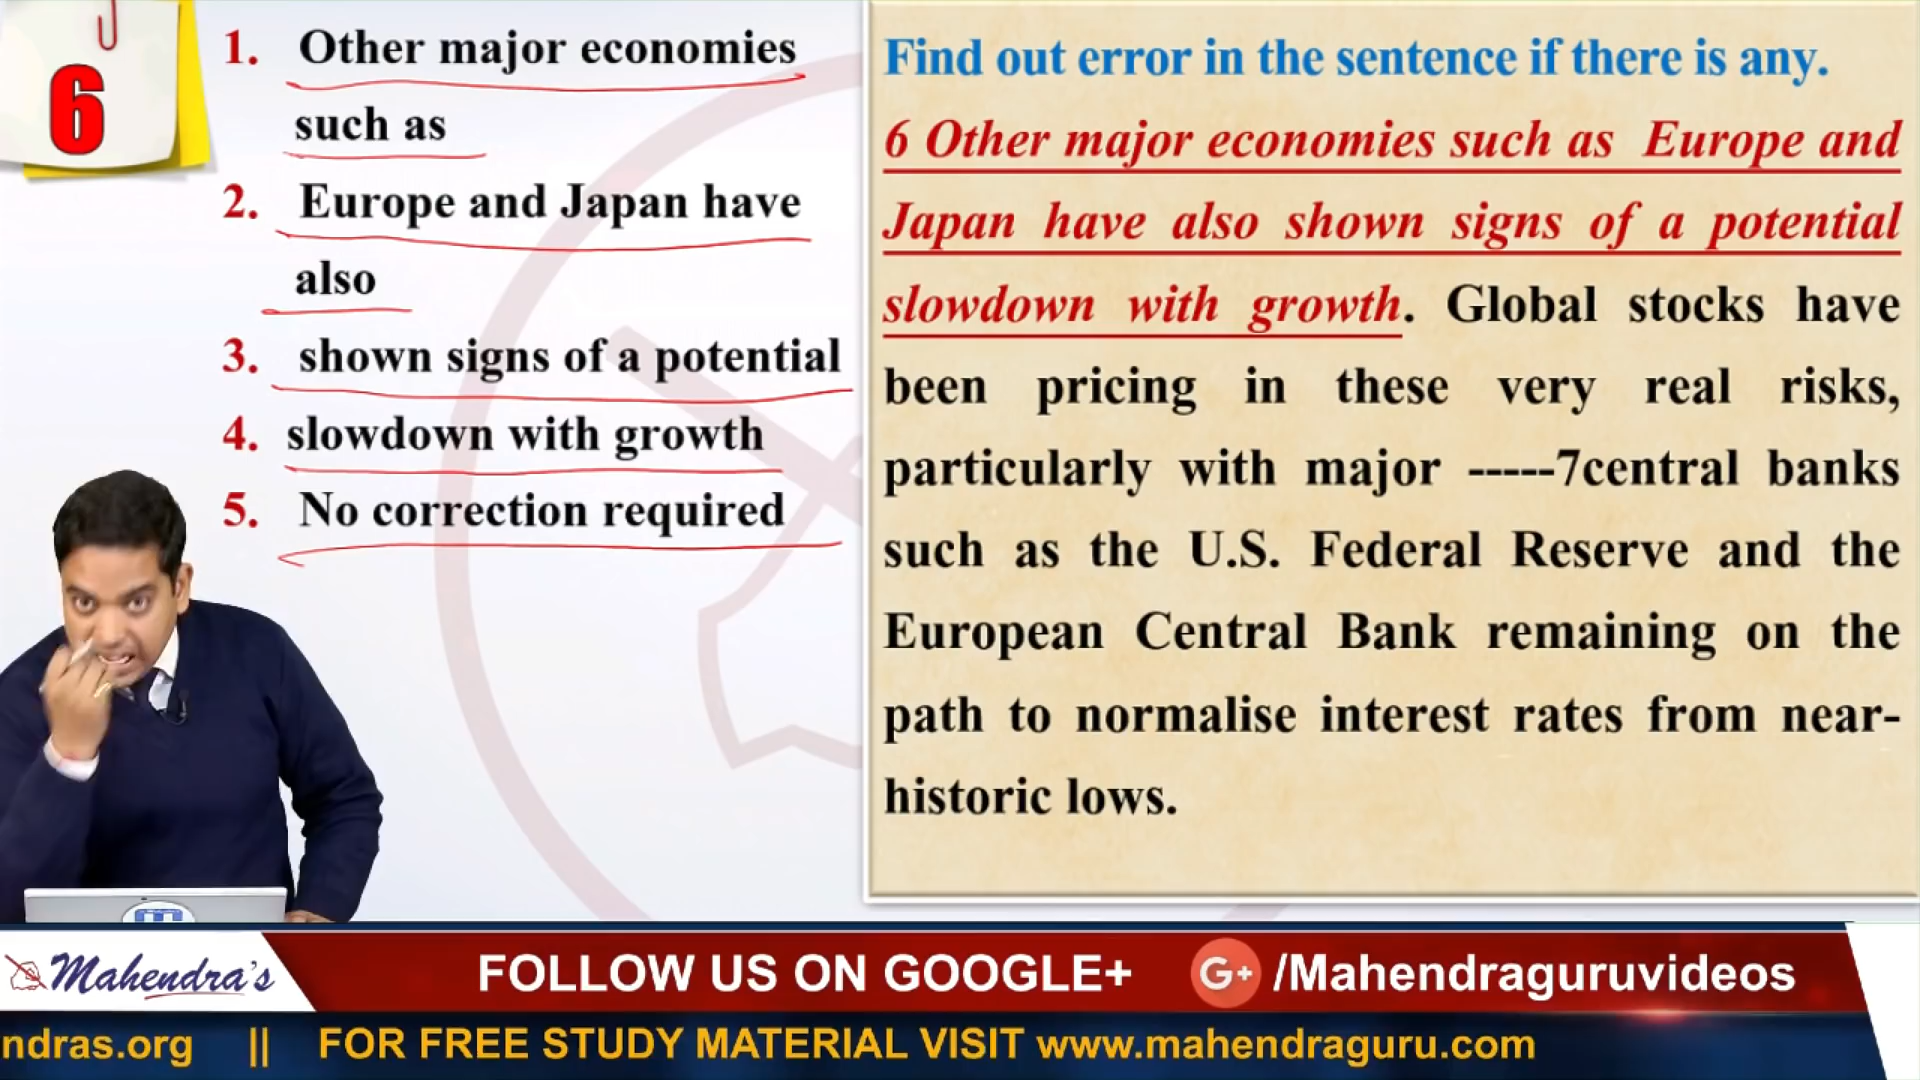 6
1. Other major economies
such as
2. Europe and Japan have
also
3. shown signs of a potential
4. slowdown with growth
5. No correction required
Find out error in the sentence if there is any.
6 Other major economies such as Europe and
Japan have also shown signs of a potential
slowdown with growth. Global stocks have
been pricing in these very real risks,
particularly with major -----7central banks
such as the U.S. Federal Reserve and the
European Central Bank remaining on the
path to normalise interest rates from near-
historic lows.
Mahendra's
FOLLOW US ON GOOGLE+ G+ /Mahendraguruvideos
ndras.org || FOR FREE STUDY MATERIAL VISIT www.mahendraguru.com